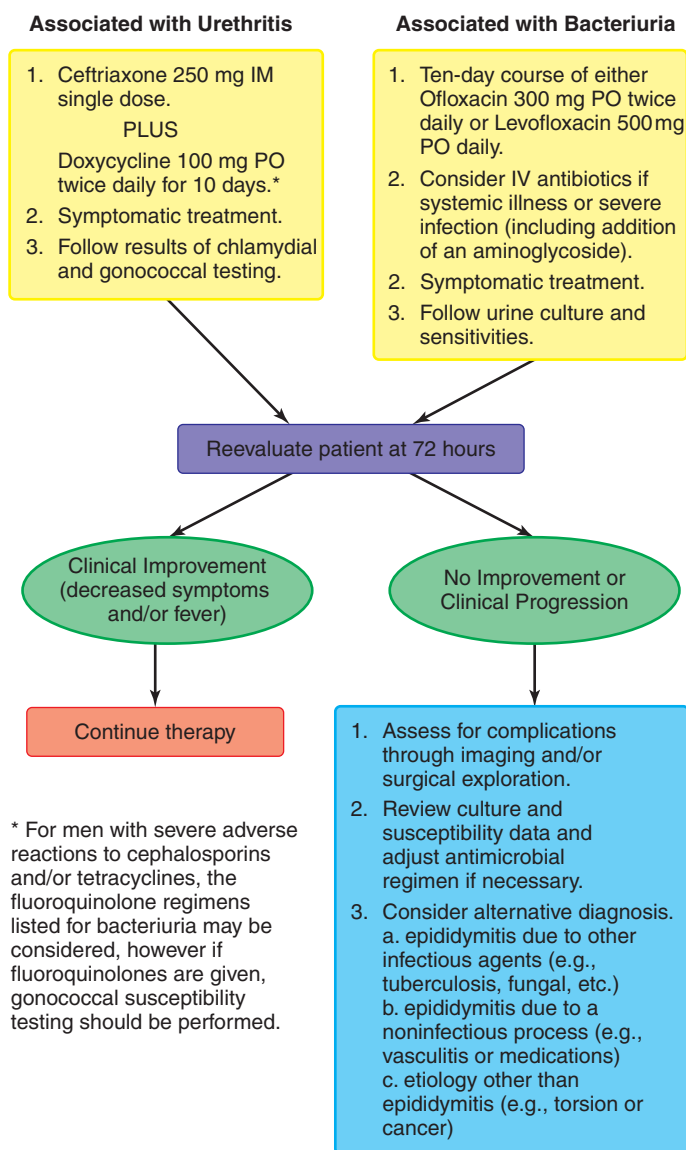 Associated with Urethritis
1. Ceftriaxone 250 mg IM
single dose.
PLUS
Doxycycline 100 mg PO
twice daily for 10 days.*
2. Symptomatic treatment.
3. Follow results of chlamydial
and gonococcal testing.
Associated with Bacteriuria
1. Ten-day course of either
Ofloxacin 300 mg PO twice
daily or Levofloxacin 500 mg
PO daily.
2. Consider IV antibiotics if
systemic illness or severe
infection (including addition
of an aminoglycoside).
2. Symptomatic treatment.
3. Follow urine culture and
sensitivities.
Reevaluate patient at 72 hours
Clinical Improvement
(decreased symptoms
and/or fever)
No Improvement or
Clinical Progression
Continue therapy
* For men with severe adverse
reactions to cephalosporins
and/or tetracyclines, the
fluoroquinolone regimens
listed for bacteriuria may be
considered, however if
fluoroquinolones are given,
gonococcal susceptibility
testing should be performed.
1. Assess for complications
through imaging and/or
surgical exploration.
2. Review culture and
susceptibility data and
adjust antimicrobial
regimen if necessary.
3. Consider alternative diagnosis.
a. epididymitis due to other
infectious agents (e.g.,
tuberculosis, fungal, etc.)
b. epididymitis due to a
noninfectious process (e.g.,
vasculitis or medications)
c. etiology other than
epididymitis (e.g., torsion or
cancer)